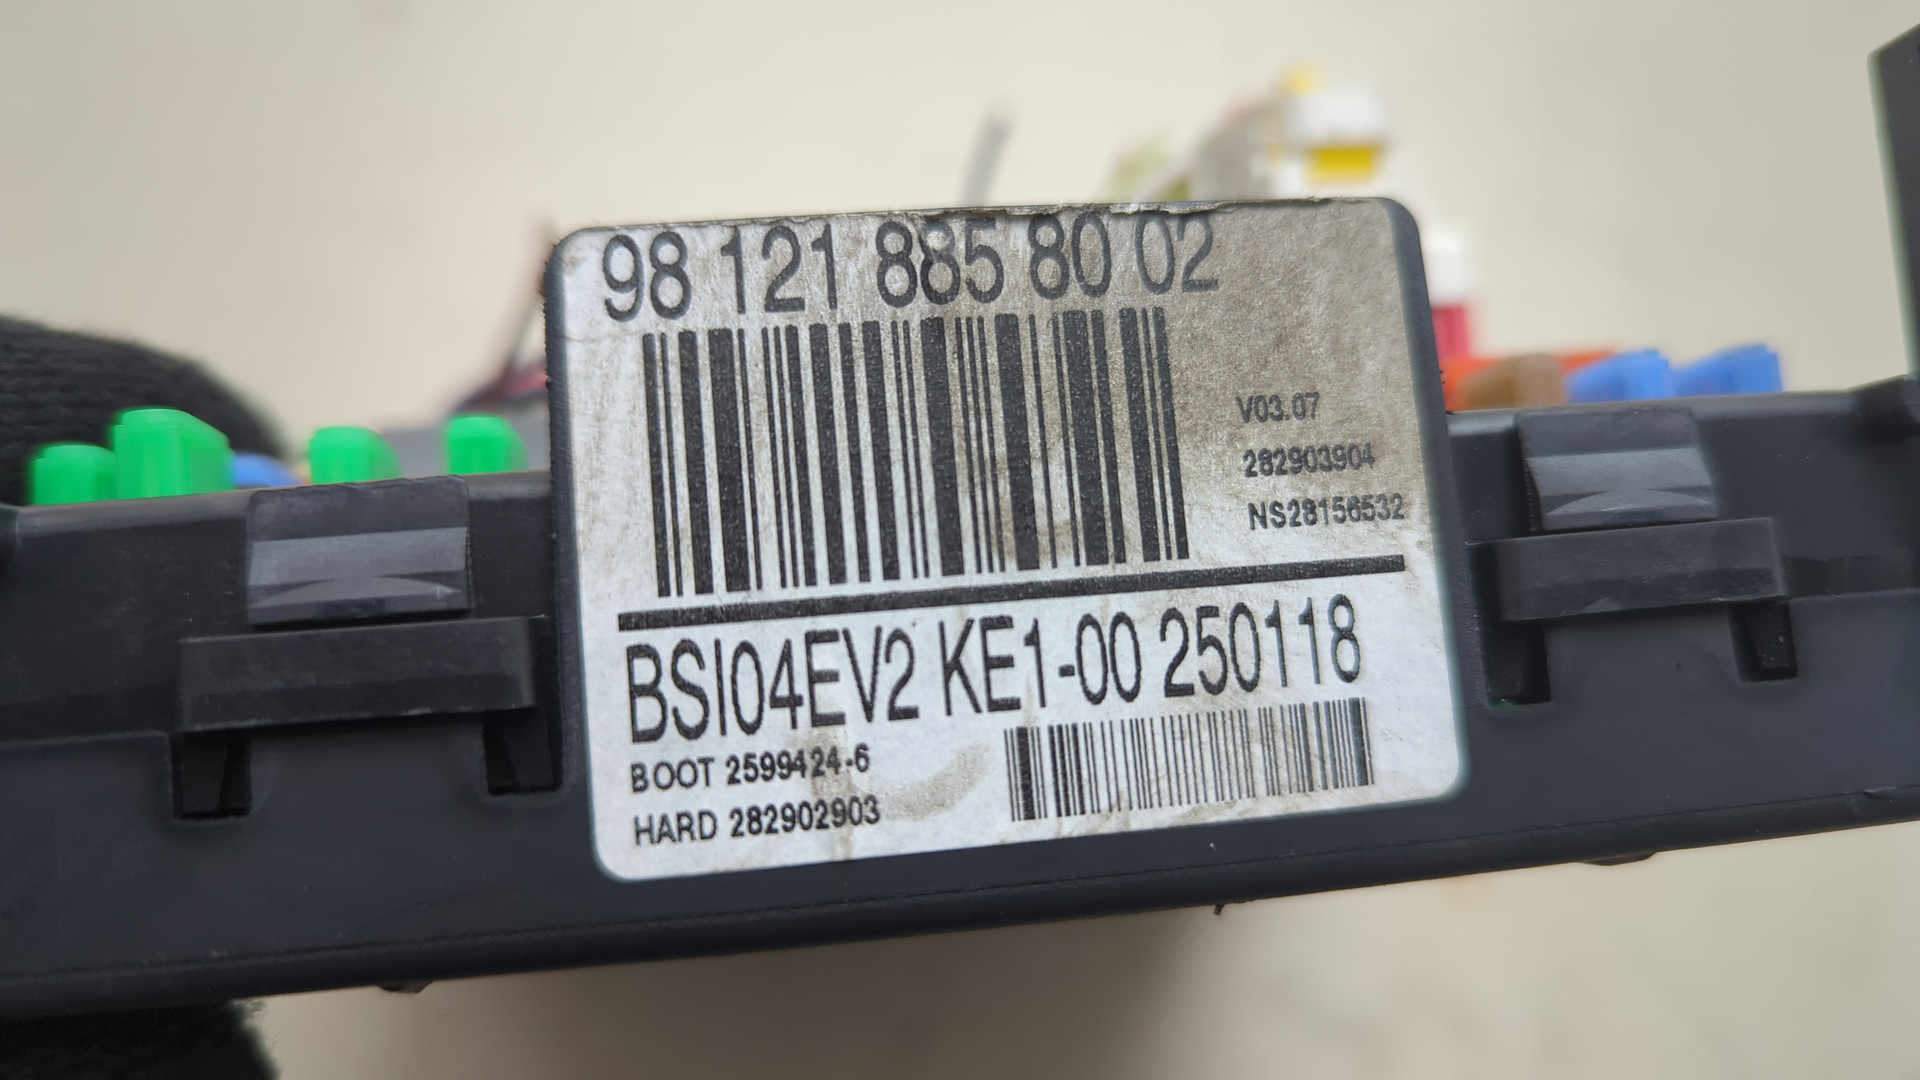 98 121 885 80 02
V03.07
282903904
NS28156532
BSI04EV2 KE1-00 250118
BOOT 2599424-6
HARD 282902903